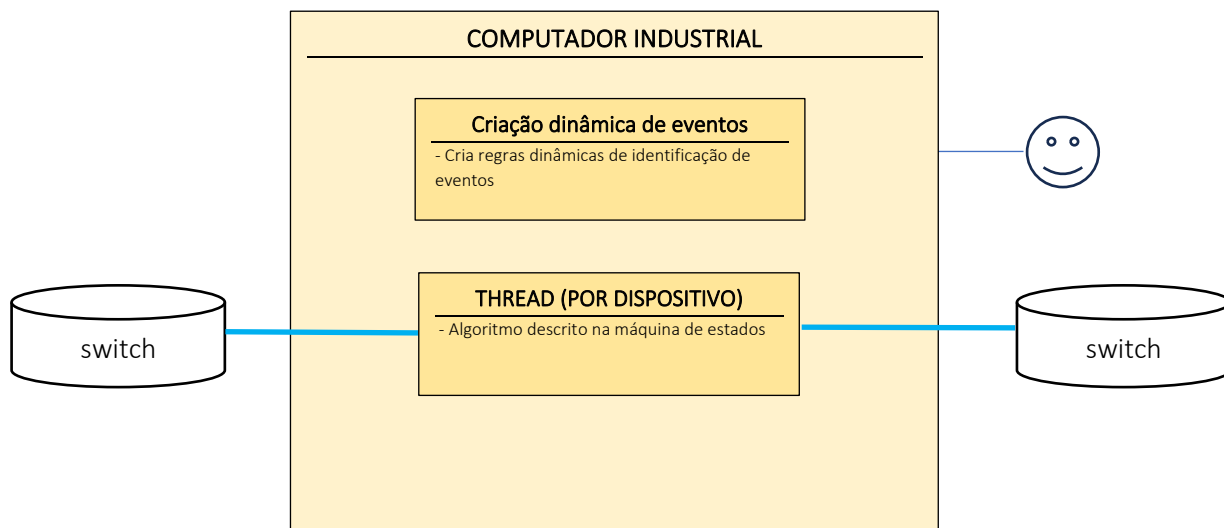 COMPUTADOR INDUSTRIAL
Criação dinâmica de eventos
- Cria regras dinâmicas de identificação de
eventos
THREAD (POR DISPOSITIVO)
- Algoritmo descrito na máquina de estados
switch
switch